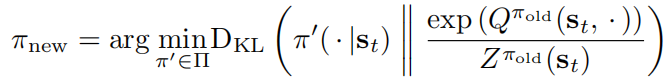 π_new = arg min_{π′∈Π} D_KL ( π′( · |s_t) ‖ exp (Q^{π_old}(s_t, · )) / Z^{π_old}(s_t) )